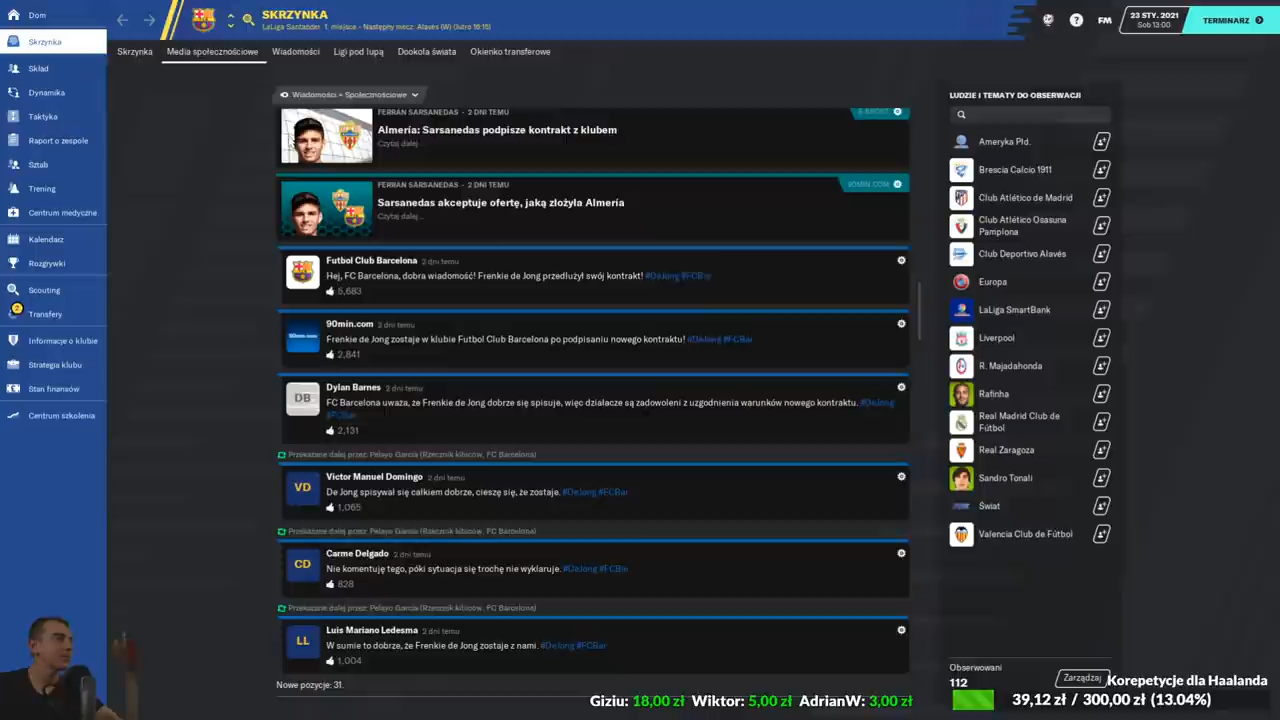 Dom
SKRZYNKA
LaLiga Santander 1. miejsce - Następny mecz: Alavés (W) (Jutro 16:15)
FM
23 STY. 2021
Sob 13:00
TERMINARZ
Skrzynka
Skrzynka
Media społecznościowe
Wiadomości
Ligi pod lupą
Dookoła świata
Okienko transferowe
Skład
Dynamika
Taktyka
Raport o zespole
Sztab
Trening
Centrum medyczne
Kalendarz
Rozgrywki
Scouting
2
Transfery
Informacje o klubie
Strategia klubu
Stan finansów
Centrum szkolenia
Wiadomości + Społecznościowe
FERRAN SARSANEDAS - 2 DNI TEMU
Almería: Sarsanedas podpisze kontrakt z klubem
Czytaj dalej...
FERRAN SARSANEDAS - 2 DNI TEMU
90MIN.COM
Sarsanedas akceptuje ofertę, jaką złożyła Almería
Czytaj dalej...
Futbol Club Barcelona 2 dni temu
Hej, FC Barcelona, dobra wiadomość! Frenkie de Jong przedłużył swój kontrakt! #DeJong #FCBar
5,683
90min.com 2 dni temu
90min.com
Frenkie de Jong zostaje w klubie Futbol Club Barcelona po podpisaniu nowego kontraktu! #DeJong #FCBar
2,841
Dylan Barnes 2 dni temu
DB
FC Barcelona uważa, że Frenkie de Jong dobrze się spisuje, więc działacze są zadowoleni z uzgodnienia warunków nowego kontraktu. #DeJong
#FCBar
2,131
Przekazane dalej przez: Pelayo García (Rzecznik kibiców, FC Barcelona)
Víctor Manuel Domingo 2 dni temu
VD
De Jong spisywał się całkiem dobrze, cieszę się, że zostaje. #DeJong #FCBar
1,065
Przekazane dalej przez: Pelayo García (Rzecznik kibiców, FC Barcelona)
Carme Delgado 2 dni temu
CD
Nie komentuję tego, póki sytuacja się trochę nie wyklaruje. #DeJong #FCBar
828
Przekazane dalej przez: Pelayo García (Rzecznik kibiców, FC Barcelona)
Luis Mariano Ledesma 2 dni temu
LL
W sumie to dobrze, że Frenkie de Jong zostaje z nami. #DeJong #FCBar
1,004
Nowe pozycje: 31.
LUDZIE I TEMATY DO OBSERWACJI
Ameryka Płd.
Brescia Calcio 1911
Club Atlético de Madrid
Club Atlético Osasuna
Pamplona
Club Deportivo Alavés
Europa
LaLiga SmartBank
Liverpool
R. Majadahonda
Rafinha
Real Madrid Club de
Fútbol
Real Zaragoza
Sandro Tonali
Świat
Valencia Club de Fútbol
Obserwowani
112
Zarządzaj
Korepetycje dla Haalanda
39,12 zł / 300,00 zł (13.04%)
Giziu: 18,00 zł Wiktor: 5,00 zł AdrianW: 3,00 zł